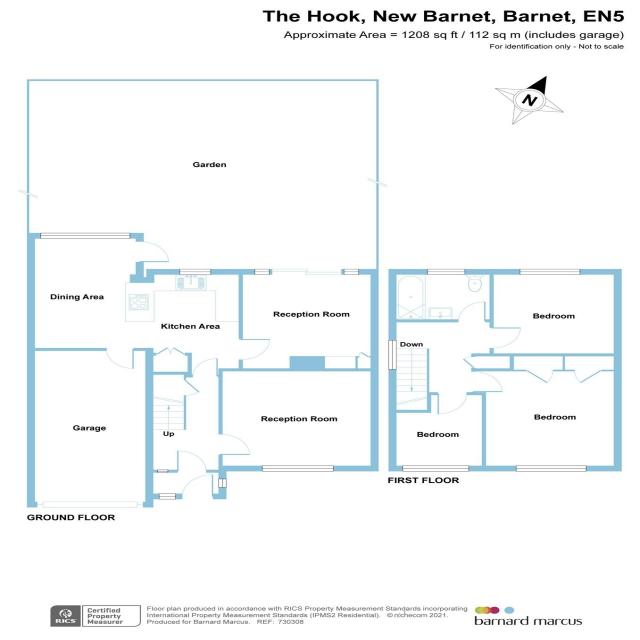 The Hook, New Barnet, Barnet, EN5
Approximate Area = 1208 sq ft / 112 sq m (includes garage)
For identification only - Not to scale
N
Garden
Dining Area
Kitchen Area
Reception Room
Bedroom
Down
Garage
Up
Reception Room
Bedroom
Bedroom
FIRST FLOOR
GROUND FLOOR
RICS
Certified
Property
Measurer
Floor plan produced in accordance with RICS Property Measurement Standards incorporating
International Property Measurement Standards (IPMS2 Residential). © nichecom 2021.
Produced for Barnard Marcus. REF: 730308
barnard marcus